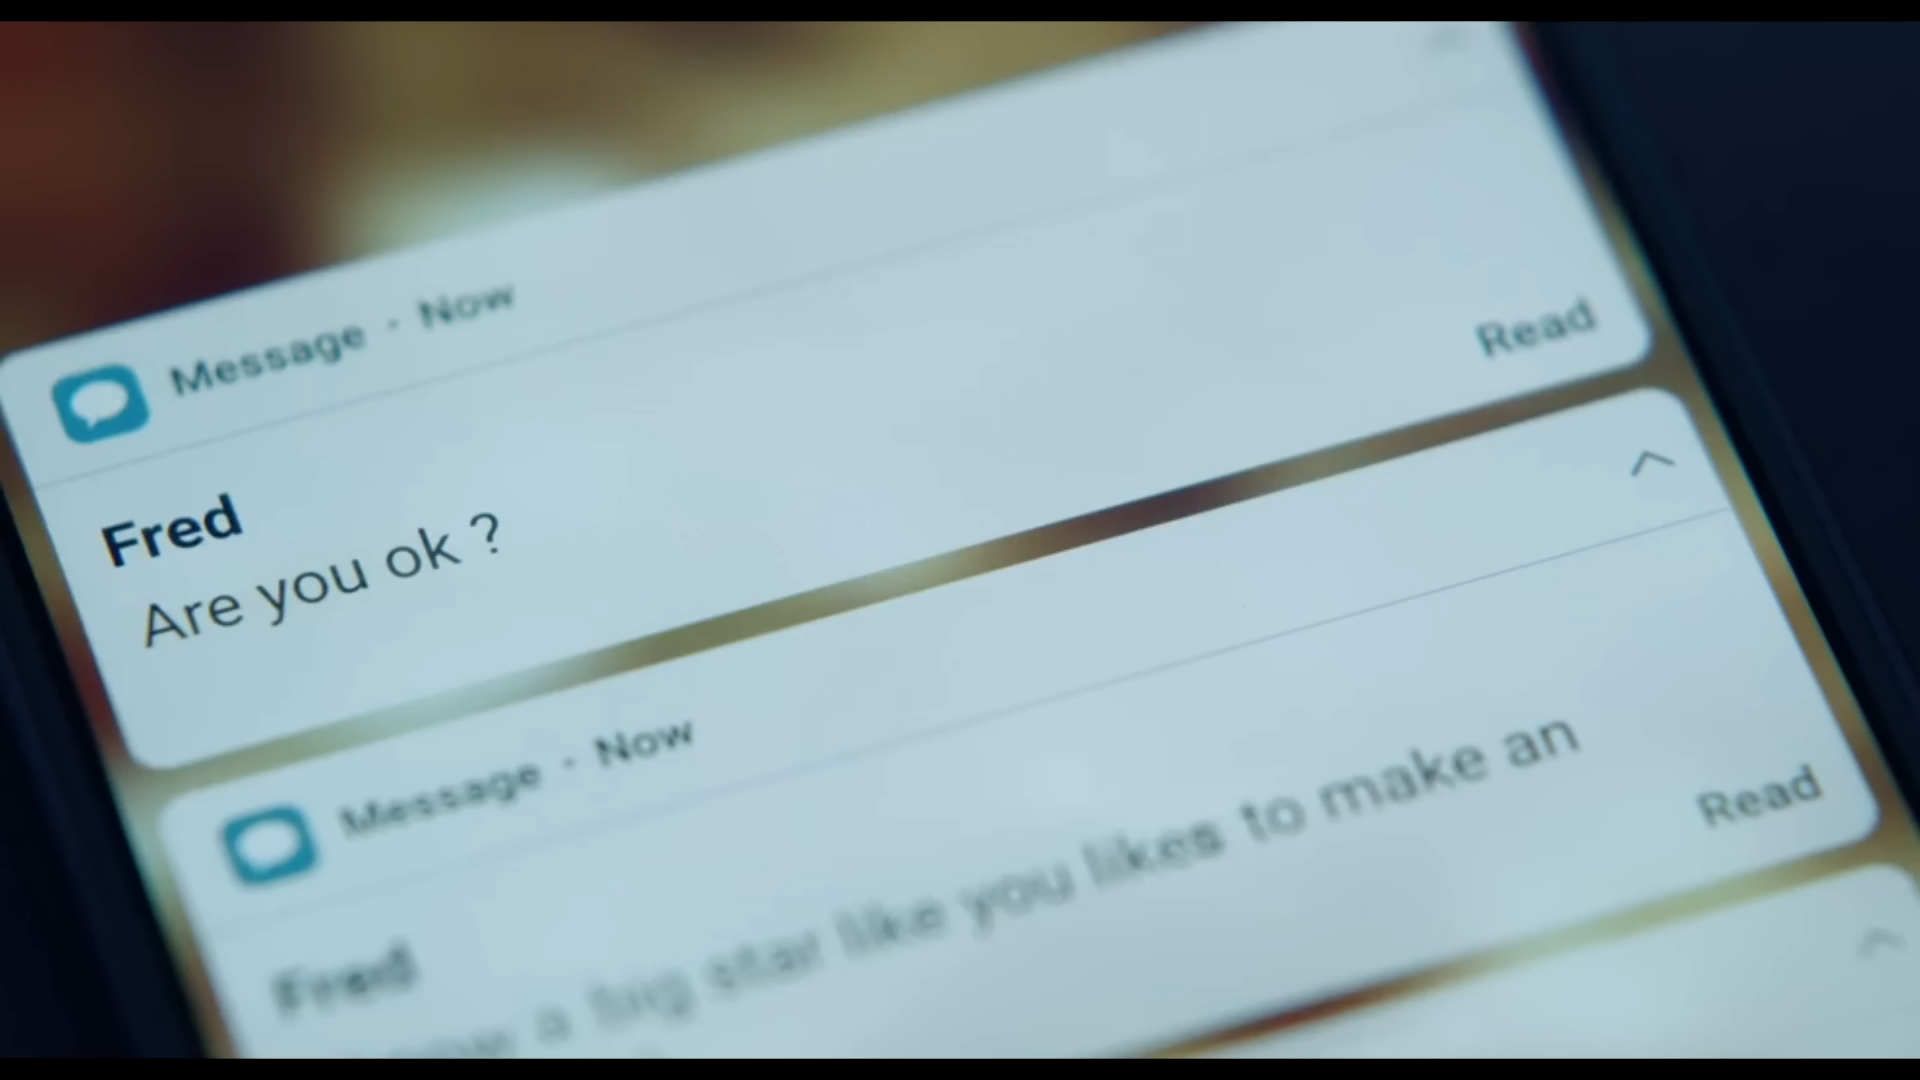 Message · Now
Fred
Are you ok ?
Read
Message · Now
Fred
a big star like you likes to make an
Read